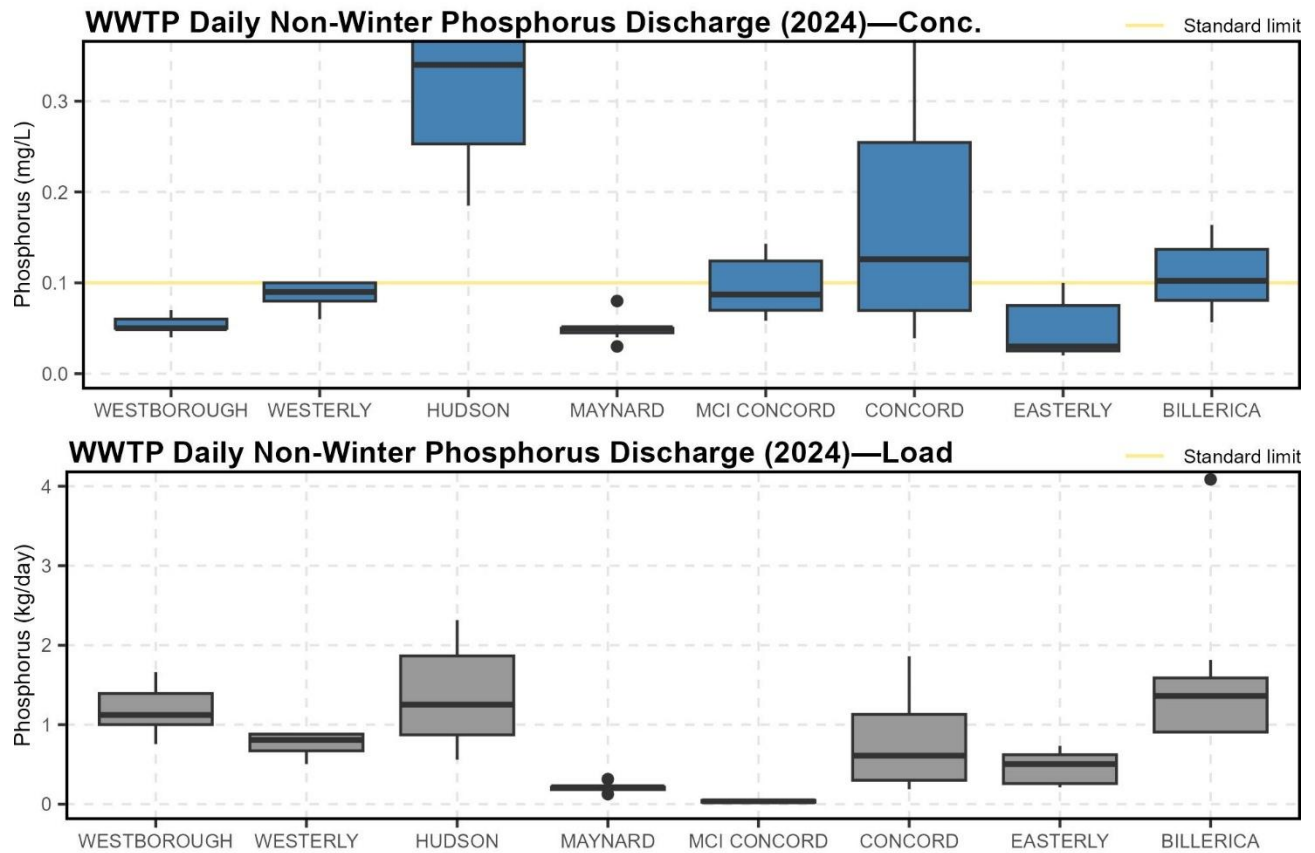 WWTP Daily Non-Winter Phosphorus Discharge (2024)—Conc.
Standard limit
Phosphorus (mg/L)
0.3
0.2
0.1
0.0
WESTBOROUGH WESTERLY HUDSON MAYNARD MCI CONCORD CONCORD EASTERLY BILLERICA
WWTP Daily Non-Winter Phosphorus Discharge (2024)—Load
Standard limit
Phosphorus (kg/day)
4
3
2
1
0
WESTBOROUGH WESTERLY HUDSON MAYNARD MCI CONCORD CONCORD EASTERLY BILLERICA